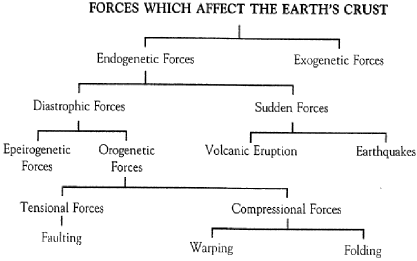 FORCES WHICH AFFECT THE EARTH'S CRUST
Endogenetic Forces
Exogenetic Forces
Diastrophic Forces
Sudden Forces
Epeirogenetic
Forces
Orogenetic
Forces
Volcanic Eruption
Earthquakes
Tensional Forces
Compressional Forces
Faulting
Warping
Folding